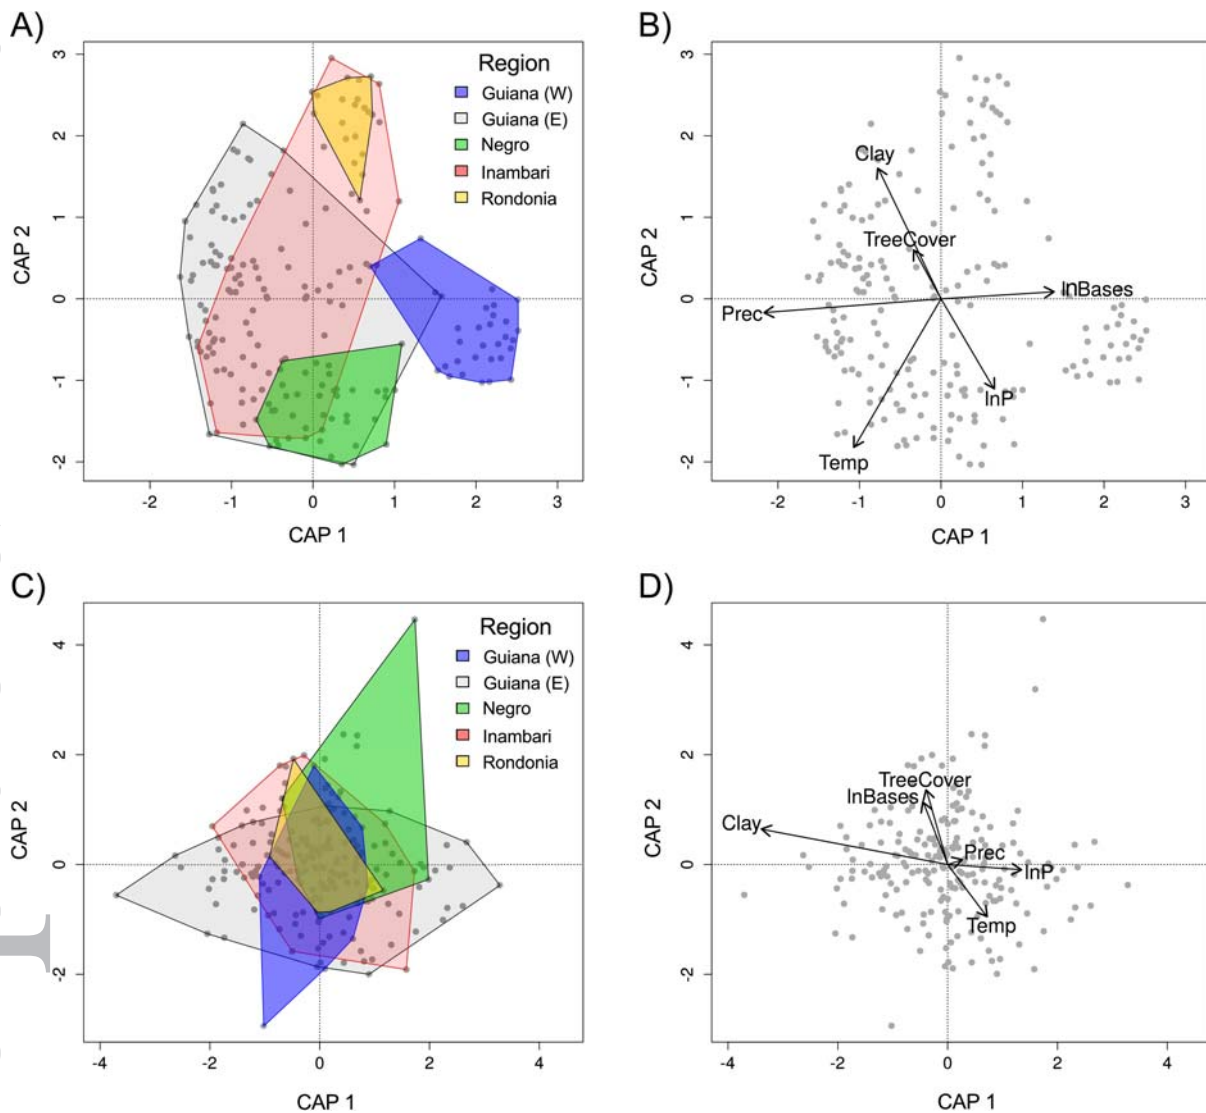 A)
Region
Guiana (W)
Guiana (E)
Negro
Inambari
Rondonia
3
2
1
0
-1
-2
CAP 2
-2 -1 0 1 2 3
CAP 1
B)
3
2
1
0
-1
-2
CAP 2
Clay
TreeCover
lnBases
Prec
lnP
Temp
-2 -1 0 1 2 3
CAP 1
C)
Region
Guiana (W)
Guiana (E)
Negro
Inambari
Rondonia
4
2
0
-2
CAP 2
-4 -2 0 2 4
CAP 1
D)
4
2
0
-2
CAP 2
TreeCover
lnBases
Clay
Prec
lnP
Temp
-4 -2 0 2 4
CAP 1